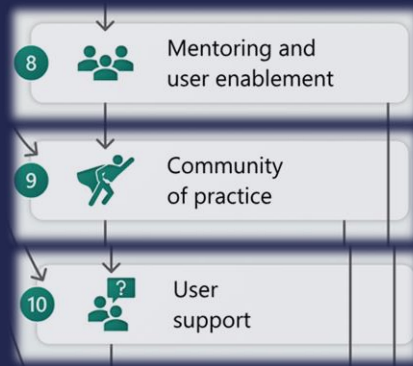 8
Mentoring and
user enablement
9
Community
of practice
10
?
User
support